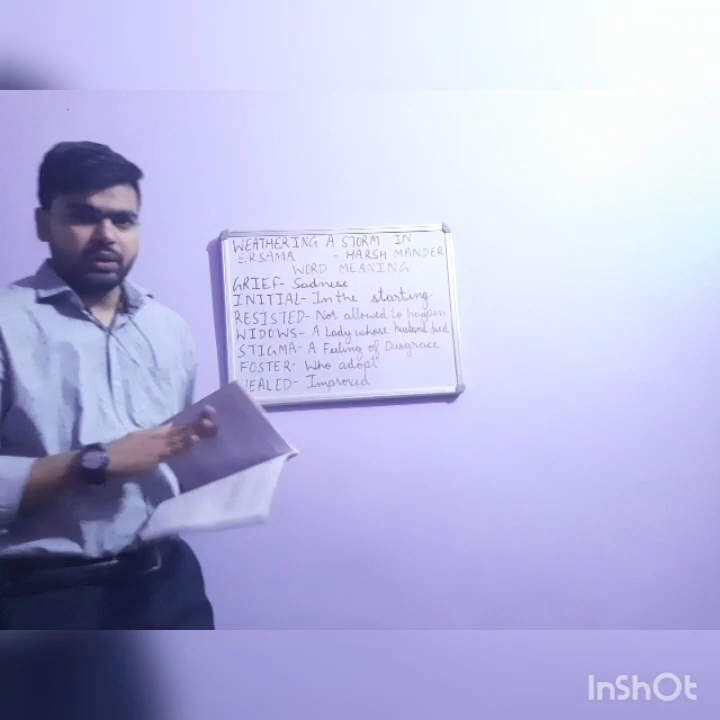 WEATHERING A STORM IN
ERSAMA - HARSH MANDER
WORD MEANING
GRIEF- Sadness
INITIAL- In the starting
RESISTED- Not allowed to happen
WIDOWS- A Lady whose husband died
STIGMA- A Feeling of Disgrace
FOSTER- Who adopt
HEALED- Improved
InShOt